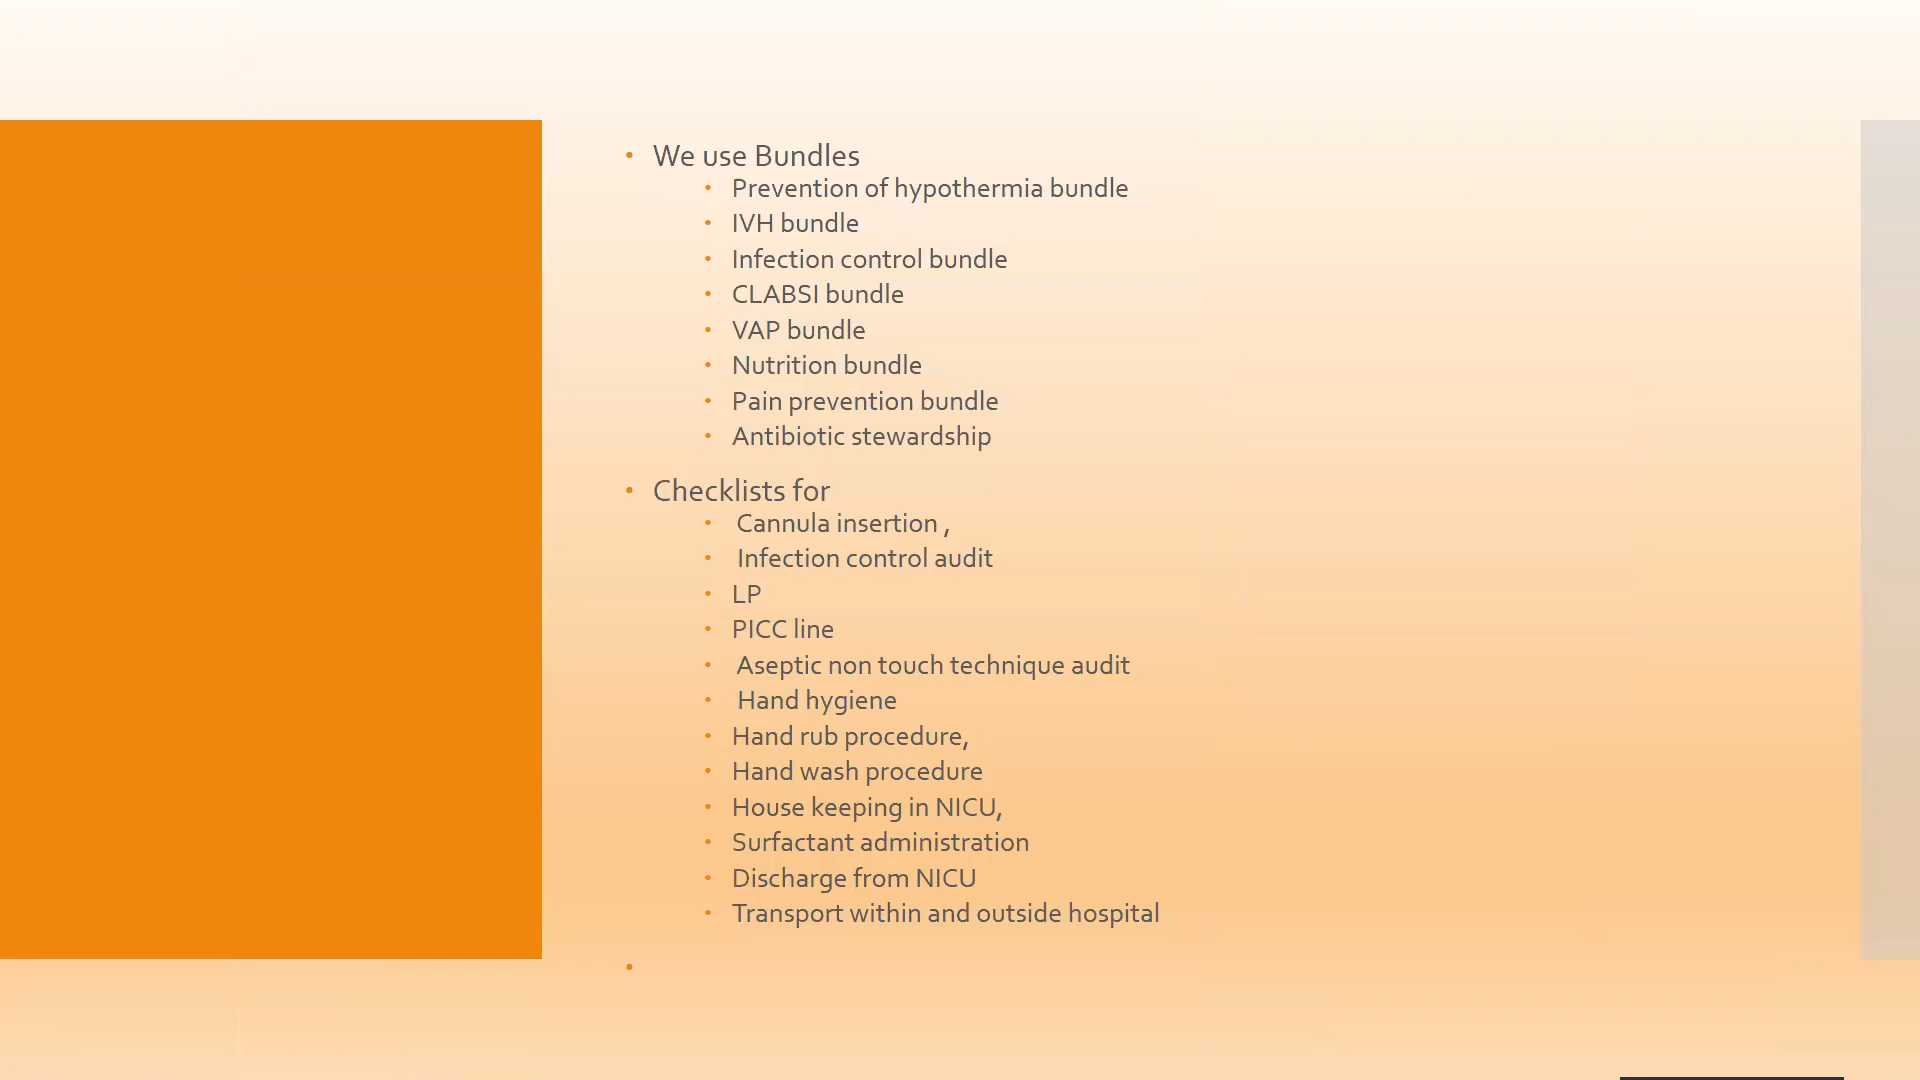 • We use Bundles
• Prevention of hypothermia bundle
• IVH bundle
• Infection control bundle
• CLABSI bundle
• VAP bundle
• Nutrition bundle
• Pain prevention bundle
• Antibiotic stewardship
• Checklists for
• Cannula insertion ,
• Infection control audit
• LP
• PICC line
• Aseptic non touch technique audit
• Hand hygiene
• Hand rub procedure,
• Hand wash procedure
• House keeping in NICU,
• Surfactant administration
• Discharge from NICU
• Transport within and outside hospital
•